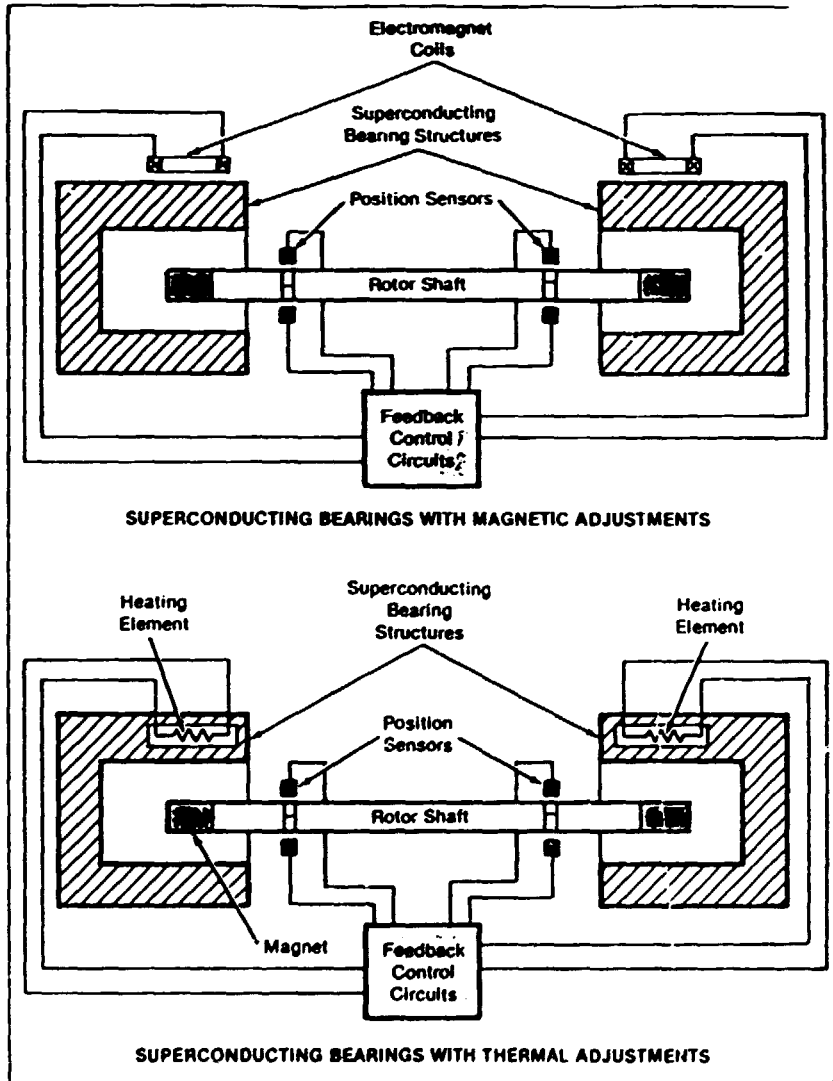 Electromagnet
Coils
Superconducting
Bearing Structures
Position Sensors
Rotor Shaft
Feedback
Control
Circuits
SUPERCONDUCTING BEARINGS WITH MAGNETIC ADJUSTMENTS
Heating
Element
Superconducting
Bearing
Structures
Heating
Element
Position
Sensors
Rotor Shaft
Magnet
Feedback
Control
Circuits
SUPERCONDUCTING BEARINGS WITH THERMAL ADJUSTMENTS